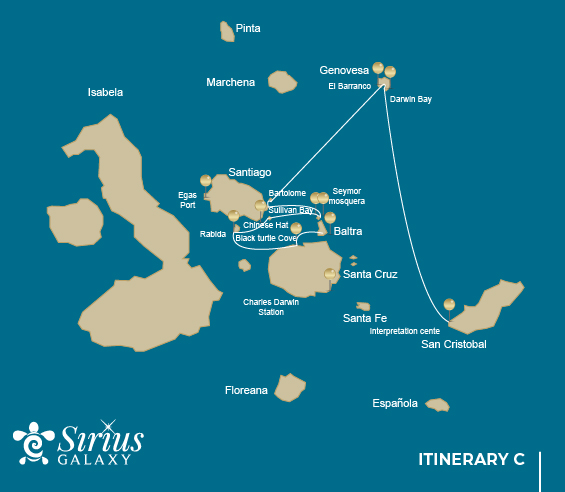 Pinta
Genovesa
El Barranco
Darwin Bay
Marchena
Isabela
Santiago
Egas
Port
Bartolome
Seymor
mosquera
Sullivan Bay
Chinese Hat
Rabida
Black turtle Cove
Baltra
Santa Cruz
Charles Darwin
Station
Santa Fe
Interpretation cente
San Cristobal
Floreana
Española
Sirius
GALAXY
ITINERARY C